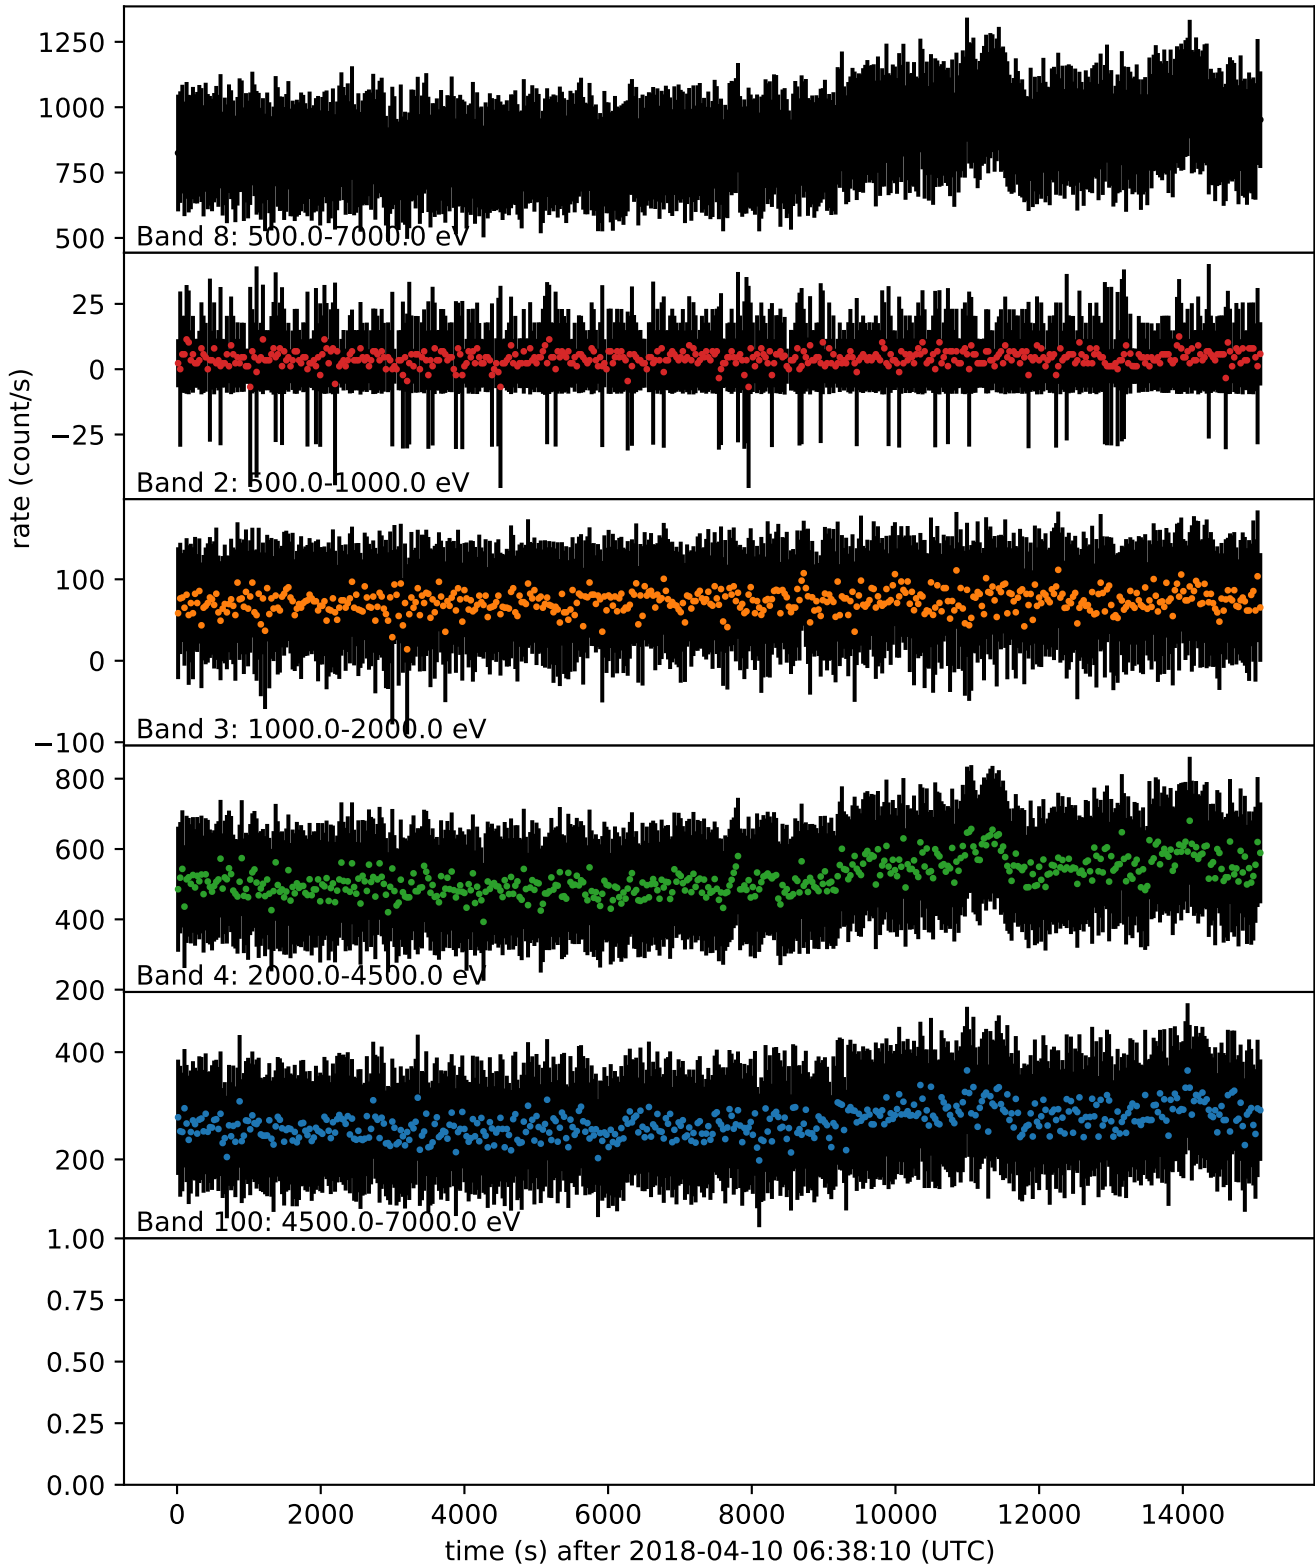 1250
1000
750
500
Band 8: 500.0-7000.0 eV
25
0
−25
Band 2: 500.0-1000.0 eV
rate (count/s)
100
0
−100
Band 3: 1000.0-2000.0 eV
800
600
400
200
Band 4: 2000.0-4500.0 eV
400
200
Band 100: 4500.0-7000.0 eV
1.00
0.75
0.50
0.25
0.00
0 2000 4000 6000 8000 10000 12000 14000
time (s) after 2018-04-10 06:38:10 (UTC)